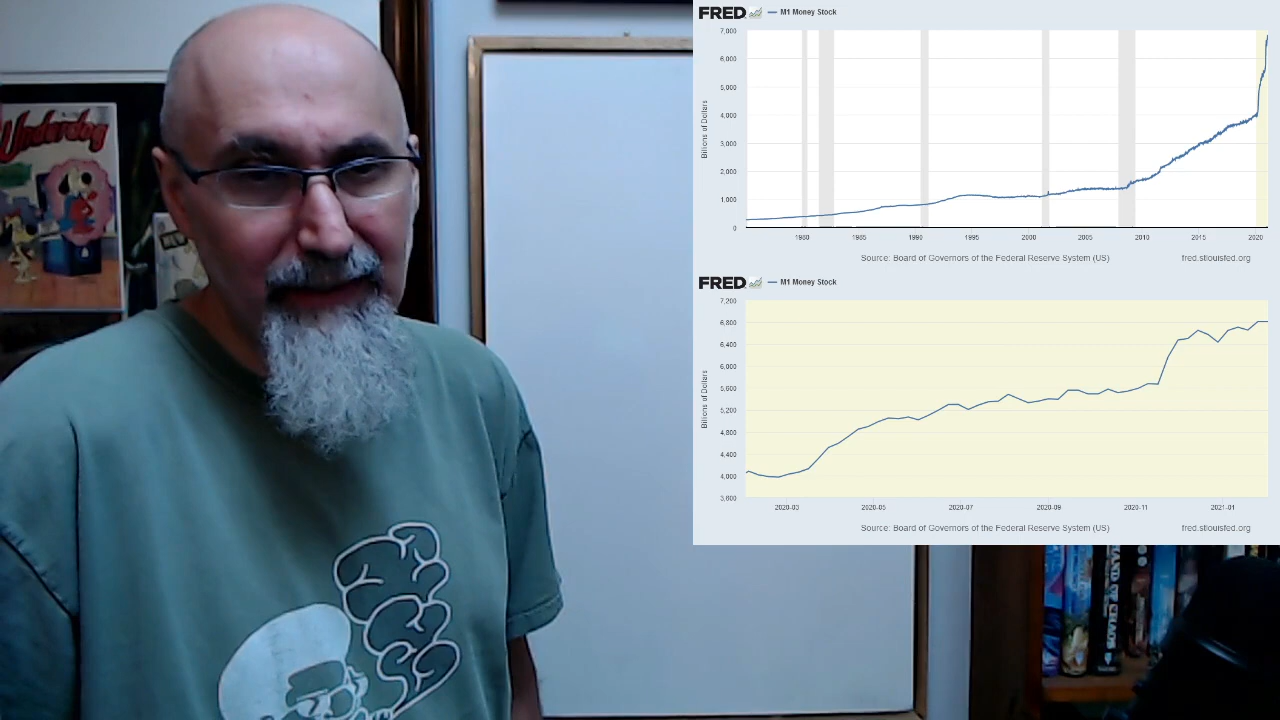 Underdog
NEW
FRED M1 Money Stock
7,000
6,000
5,000
4,000
3,000
2,000
1,000
0
Billions of Dollars
1980 1985 1990 1995 2000 2005 2010 2015 2020
Source: Board of Governors of the Federal Reserve System (US) fred.stlouisfed.org
FRED M1 Money Stock
7,200
6,800
6,400
6,000
5,600
5,200
4,800
4,400
4,000
3,600
Billions of Dollars
2020-03 2020-05 2020-07 2020-09 2020-11 2021-01
Source: Board of Governors of the Federal Reserve System (US) fred.stlouisfed.org